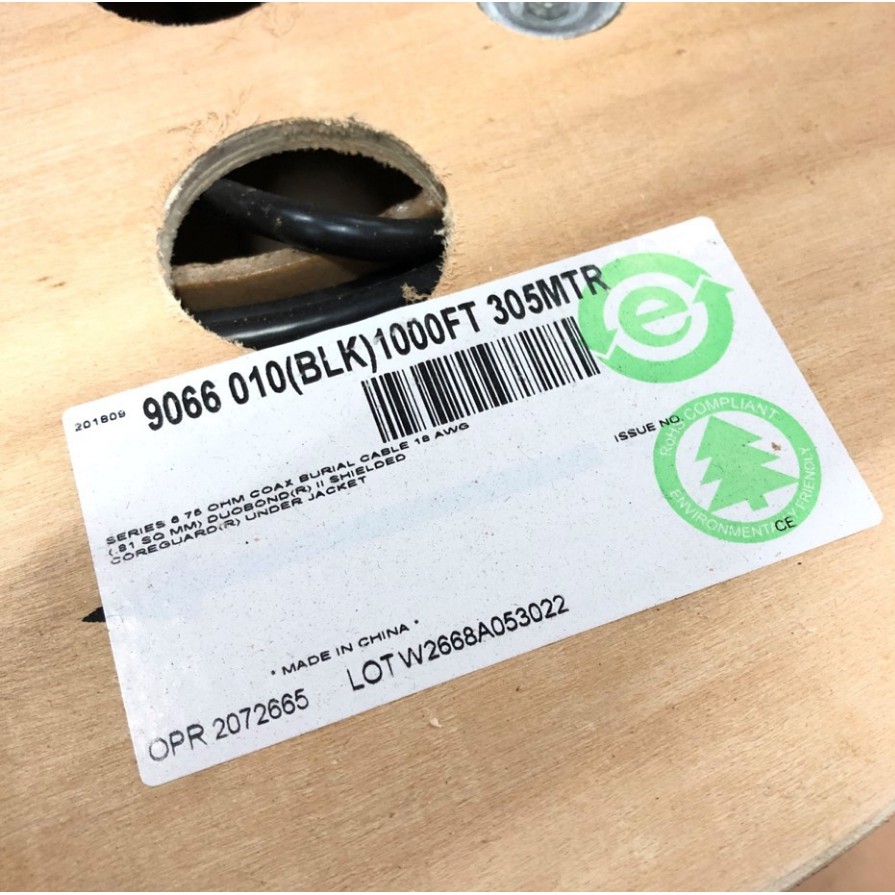 201809
9066 010(BLK)1000FT 305MTR
e
SERIES 6 75 OHM COAX BURIAL CABLE 18 AWG
(.81 SQ MM) DUOBOND(R) II SHIELDED
COREGUARD(R) UNDER JACKET
ISSUE NO
RoHS COMPLIANT
ENVIRONMENTALLY FRIENDLY
CE
* MADE IN CHINA *
OPR 2072665
LOT W2668A053022